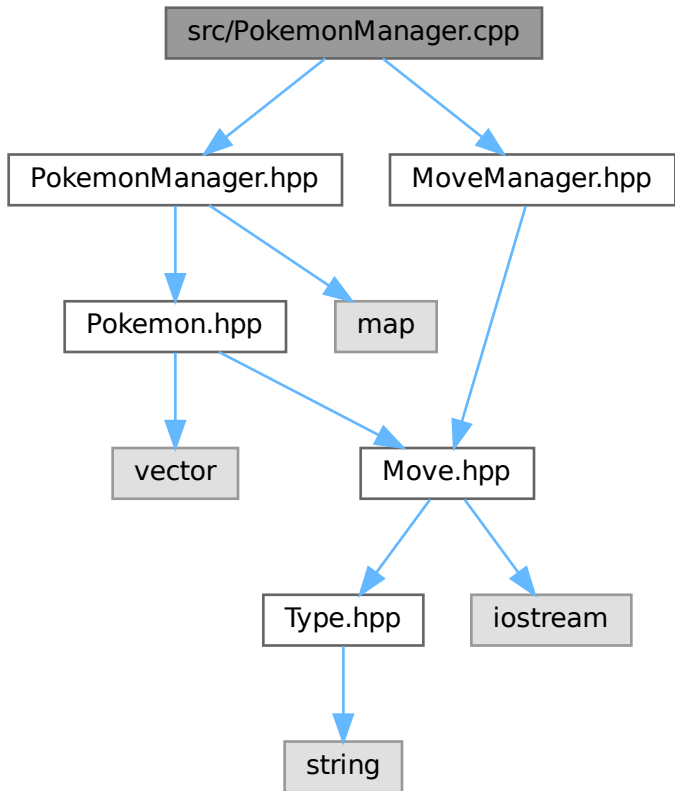 src/PokemonManager.cpp
PokemonManager.hpp
MoveManager.hpp
Pokemon.hpp
map
vector
Move.hpp
Type.hpp
iostream
string